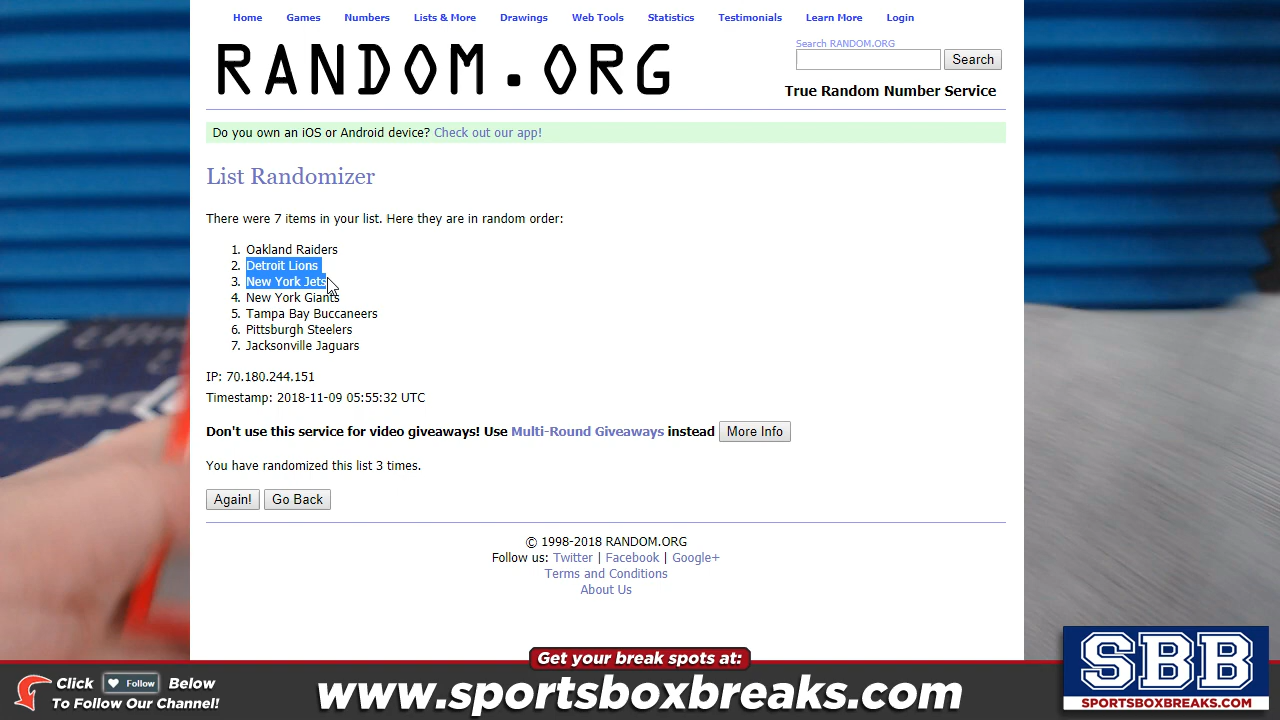 Home Games Numbers Lists & More Drawings Web Tools Statistics Testimonials Learn More Login
RANDOM.ORG
Search RANDOM.ORG
Search
True Random Number Service
Do you own an iOS or Android device? Check out our app!
List Randomizer
There were 7 items in your list. Here they are in random order:
1. Oakland Raiders
2. Detroit Lions
3. New York Jets
4. New York Giants
5. Tampa Bay Buccaneers
6. Pittsburgh Steelers
7. Jacksonville Jaguars
IP: 70.180.244.151
Timestamp: 2018-11-09 05:55:32 UTC
Don't use this service for video giveaways! Use Multi-Round Giveaways instead More Info
You have randomized this list 3 times.
Again! Go Back
© 1998-2018 RANDOM.ORG
Follow us: Twitter | Facebook | Google+
Terms and Conditions
About Us
Get your break spots at:
Click Follow Below
To Follow Our Channel!
www.sportsboxbreaks.com
SBB
SPORTSBOXBREAKS.COM